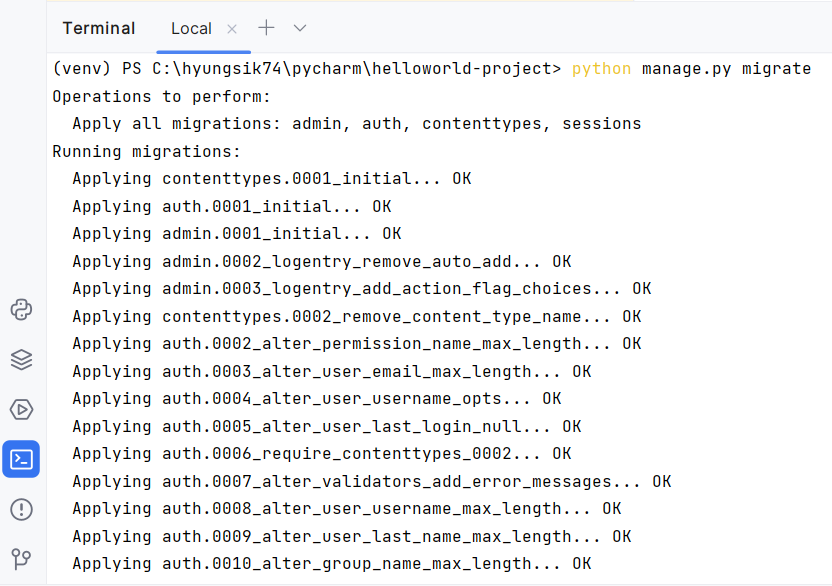 Terminal Local
(venv) PS C:\hyungsik74\pycharm\helloworld-project> python manage.py migrate
Operations to perform:
  Apply all migrations: admin, auth, contenttypes, sessions
Running migrations:
  Applying contenttypes.0001_initial... OK
  Applying auth.0001_initial... OK
  Applying admin.0001_initial... OK
  Applying admin.0002_logentry_remove_auto_add... OK
  Applying admin.0003_logentry_add_action_flag_choices... OK
  Applying contenttypes.0002_remove_content_type_name... OK
  Applying auth.0002_alter_permission_name_max_length... OK
  Applying auth.0003_alter_user_email_max_length... OK
  Applying auth.0004_alter_user_username_opts... OK
  Applying auth.0005_alter_user_last_login_null... OK
  Applying auth.0006_require_contenttypes_0002... OK
  Applying auth.0007_alter_validators_add_error_messages... OK
  Applying auth.0008_alter_user_username_max_length... OK
  Applying auth.0009_alter_user_last_name_max_length... OK
  Applying auth.0010_alter_group_name_max_length... OK